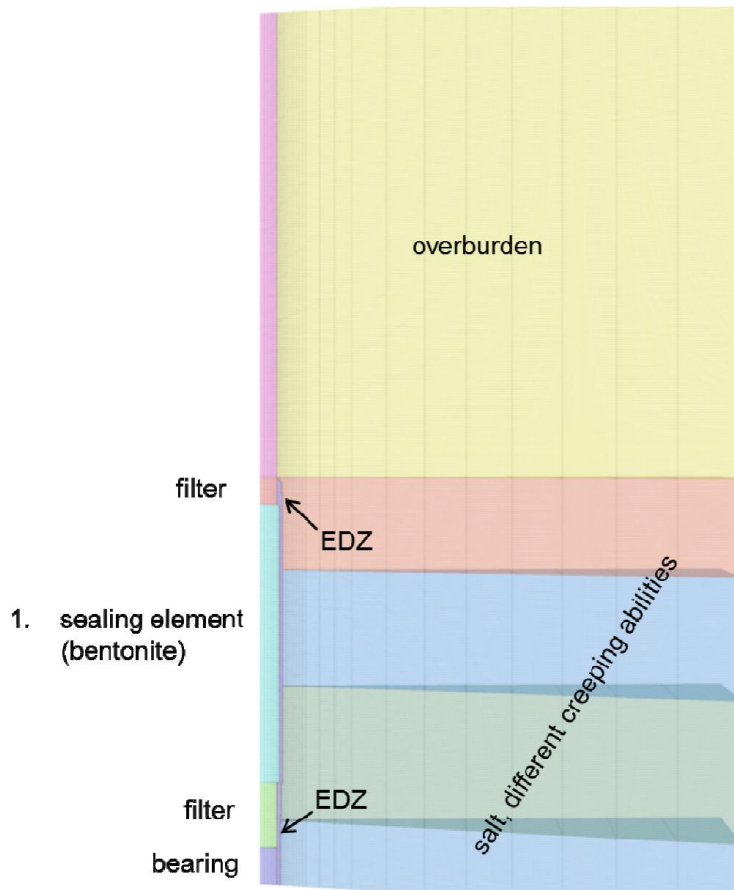 overburden
filter
EDZ
1. sealing element
(bentonite)
salt, different creeping abilities
filter
EDZ
bearing